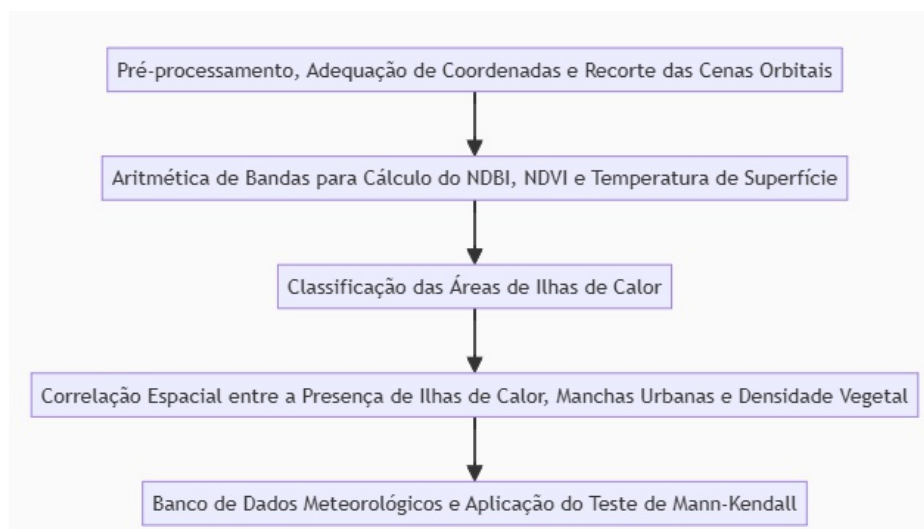 Pré-processamento, Adequação de Coordenadas e Recorte das Cenas Orbitais
Aritmética de Bandas para Cálculo do NDBI, NDVI e Temperatura de Superfície
Classificação das Áreas de Ilhas de Calor
Correlação Espacial entre a Presença de Ilhas de Calor, Manchas Urbanas e Densidade Vegetal
Banco de Dados Meteorológicos e Aplicação do Teste de Mann-Kendall